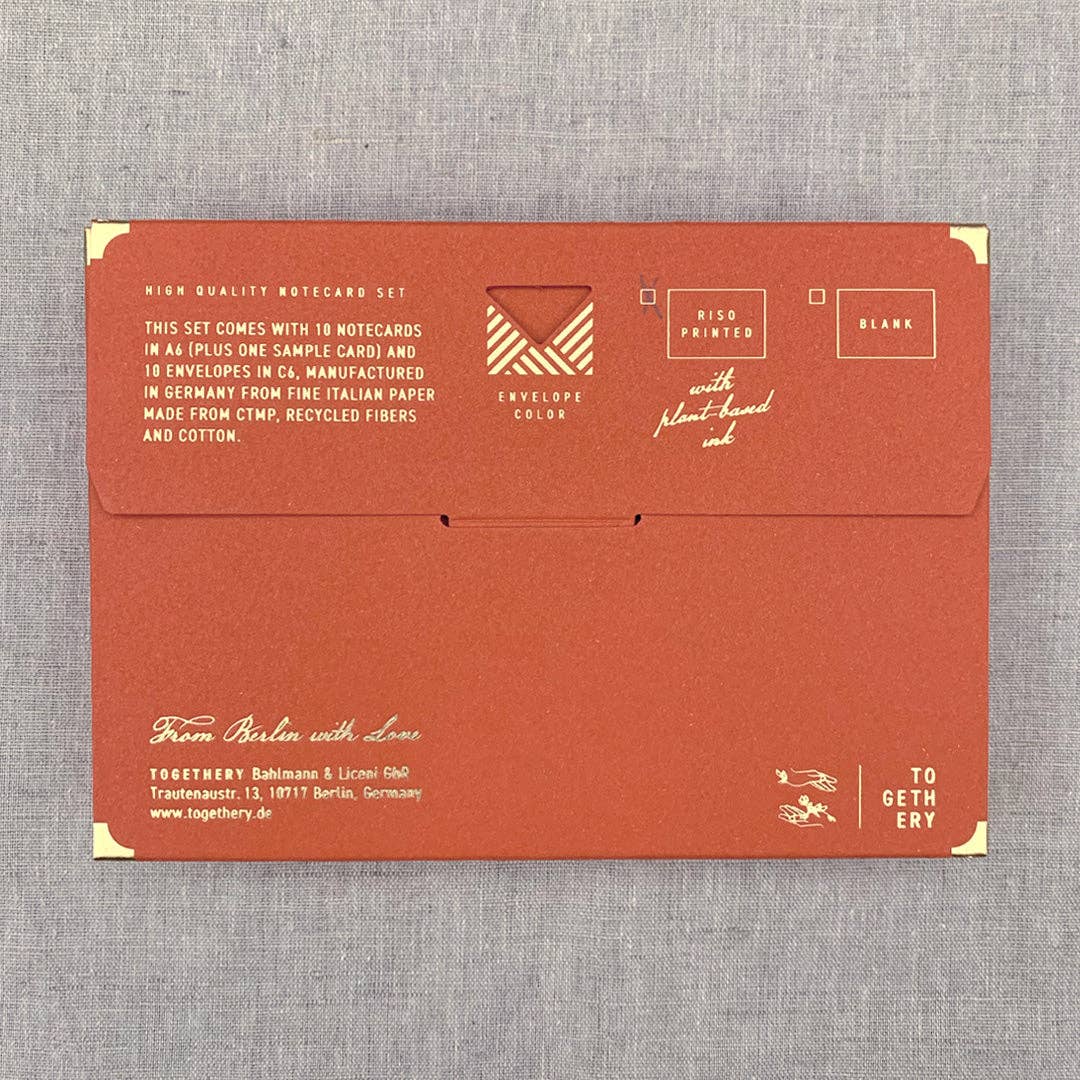 HIGH QUALITY NOTECARD SET
THIS SET COMES WITH 10 NOTECARDS
IN A6 (PLUS ONE SAMPLE CARD) AND
10 ENVELOPES IN C6, MANUFACTURED
IN GERMANY FROM FINE ITALIAN PAPER
MADE FROM CTMP, RECYCLED FIBERS
AND COTTON.
ENVELOPE
COLOR
RISO
PRINTED
with
plant-based
ink
BLANK
From Berlin with Love
TOGETHERY Bahlmann & Liceni GbR
Trautenaustr. 13, 10717 Berlin, Germany
www.togethery.de
TO
GETH
ERY